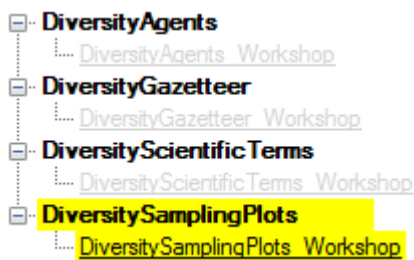 DiversityAgents
DiversityAgents_Workshop
DiversityGazetteer
DiversityGazetteer_Workshop
DiversityScientificTerms
DiversityScientificTerms_Workshop
DiversitySamplingPlots
DiversitySamplingPlots_Workshop